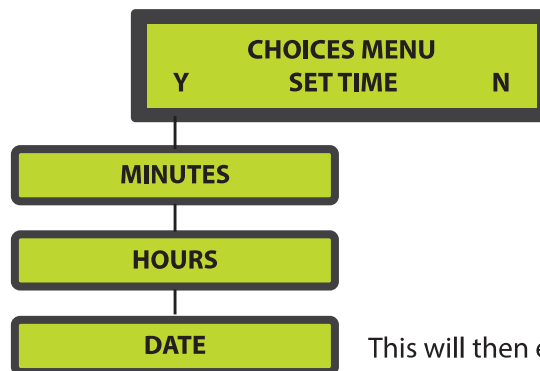 CHOICES MENU
Y SET TIME N
MINUTES
HOURS
DATE
This will then